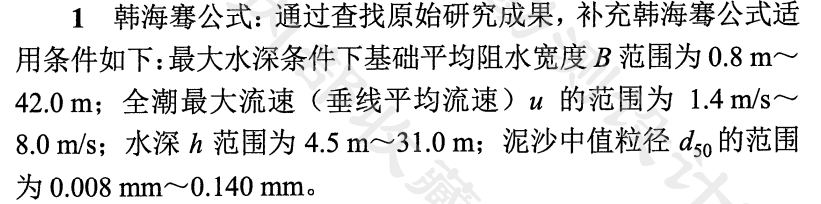 1 韩海骞公式：通过查找原始研究成果，补充韩海骞公式适
用条件如下：最大水深条件下基础平均阻水宽度 B 范围为 0.8 m～
42.0 m；全潮最大流速（垂线平均流速）u 的范围为 1.4 m/s～
8.0 m/s；水深 h 范围为 4.5 m～31.0 m；泥沙中值粒径 d50 的范围
为 0.008 mm～0.140 mm。